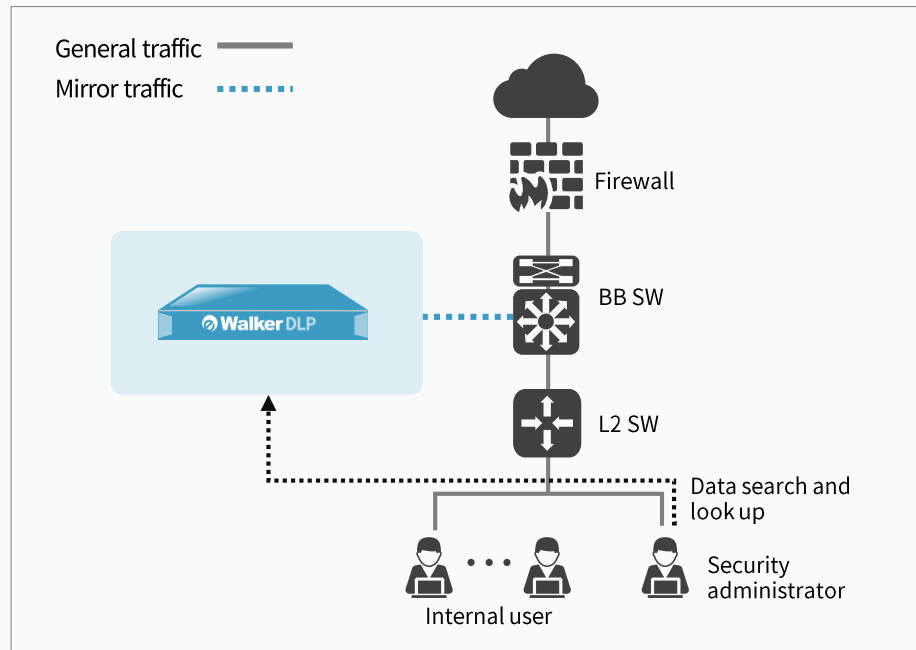 General traffic
Mirror traffic
Firewall
BB SW
Walker DLP
L2 SW
Data search and
look up
Security
administrator
Internal user